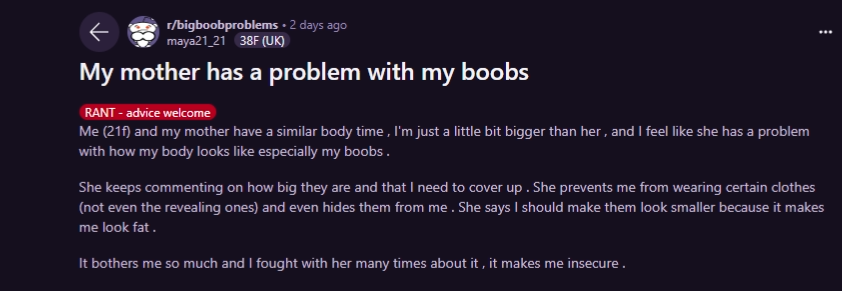 r/bigboobproblems • 2 days ago
maya21_21 38F (UK)
My mother has a problem with my boobs
RANT - advice welcome
Me (21f) and my mother have a similar body time , I'm just a little bit bigger than her , and I feel like she has a problem
with how my body looks like especially my boobs .
She keeps commenting on how big they are and that I need to cover up . She prevents me from wearing certain clothes
(not even the revealing ones) and even hides them from me . She says I should make them look smaller because it makes
me look fat .
It bothers me so much and I fought with her many times about it , it makes me insecure .